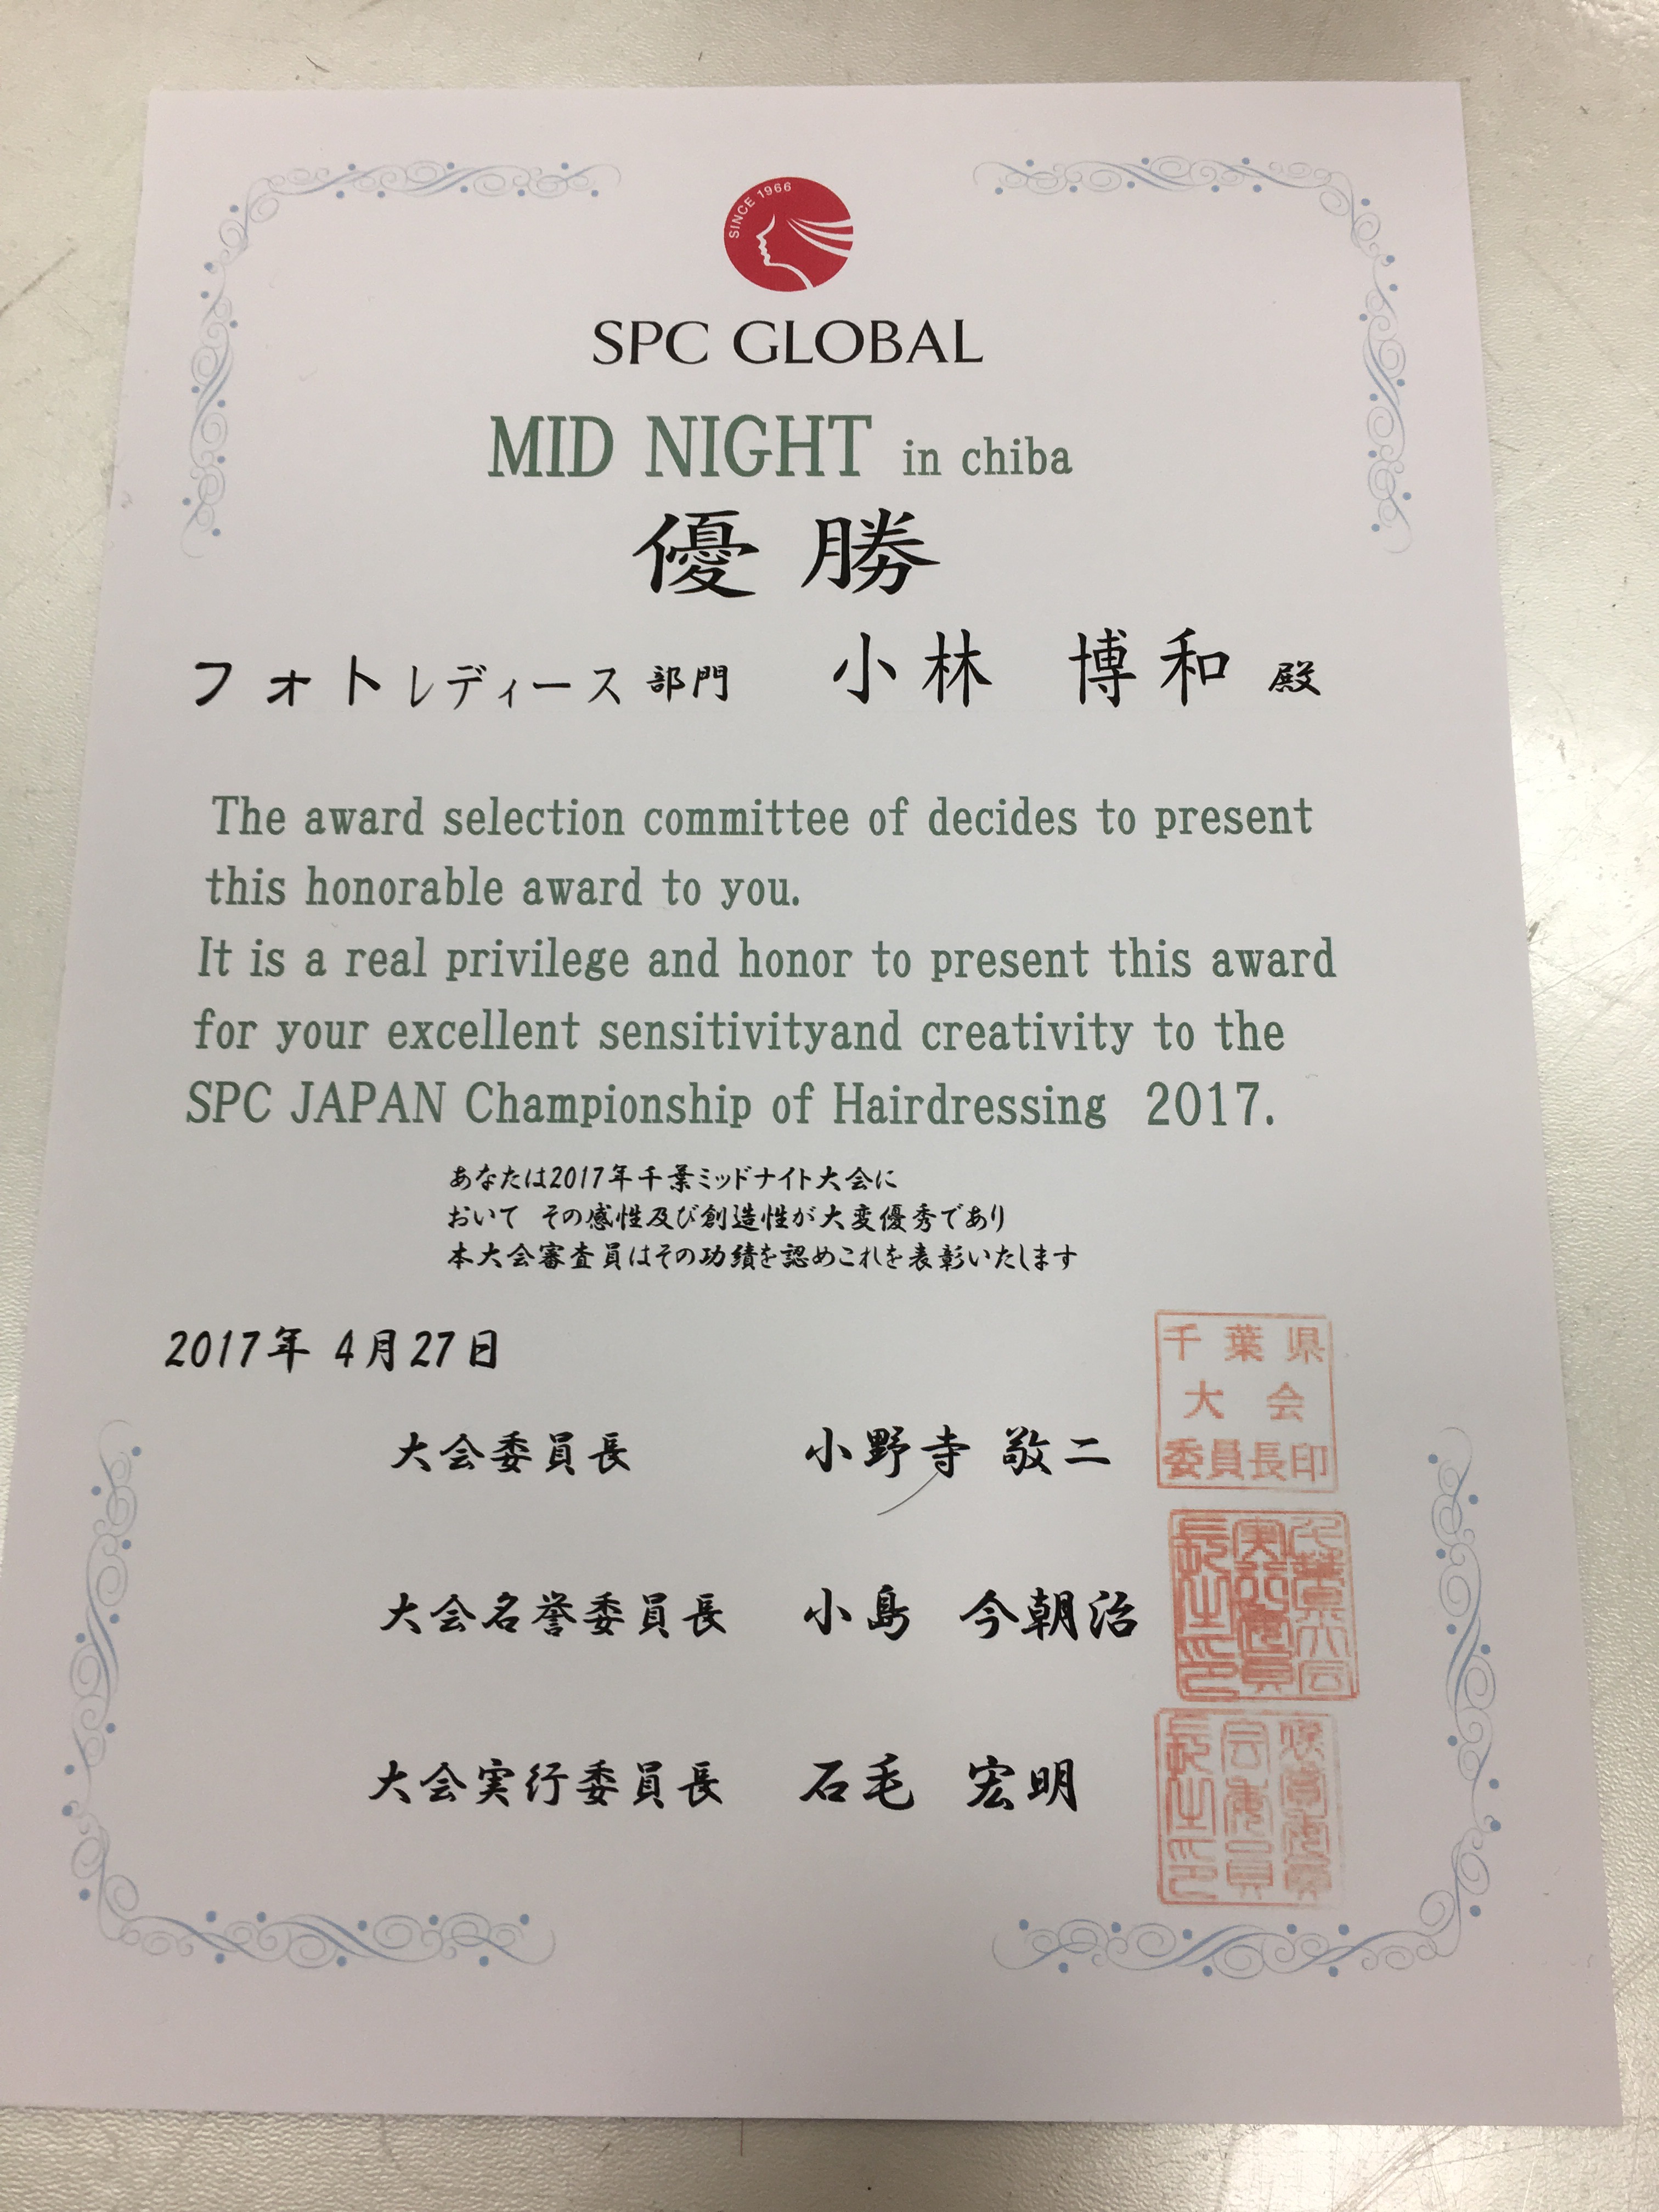 SINCE 1966
SPC GLOBAL
MID NIGHT in chiba
優勝
フォトレディース部門 小林 博和 殿
The award selection committee of decides to present
this honorable award to you.
It is a real privilege and honor to present this award
for your excellent sensitivityand creativity to the
SPC JAPAN Championship of Hairdressing 2017.
あなたは2017年千葉ミッドナイト大会に
おいて その感性及び創造性が大変優秀であり
本大会審査員はその功績を認めこれを表彰いたします
2017年 4月27日
千葉県
大会
委員長印
大会委員長 小野寺 敬二
大会名誉委員長 小島 今朝治
大会実行委員長 石毛 宏明